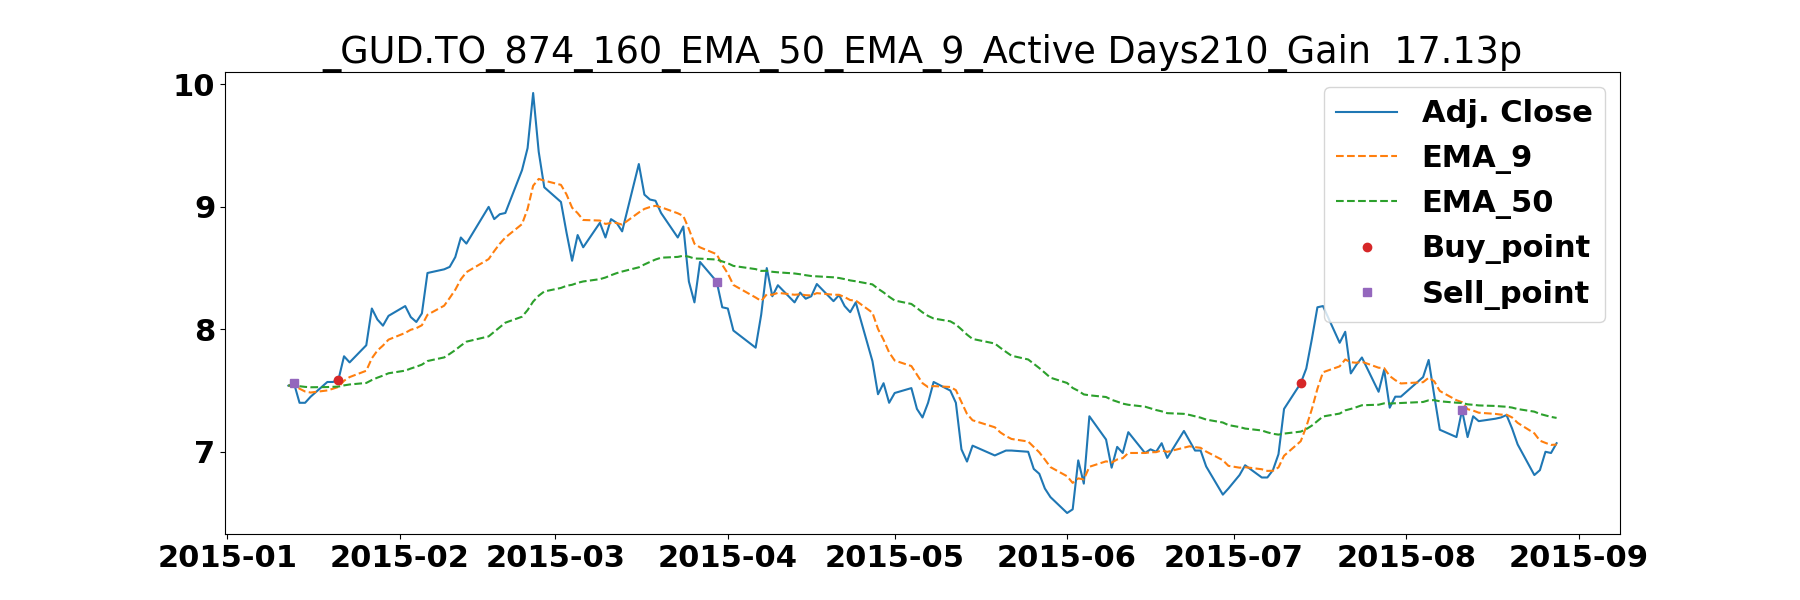 _GUD.TO_874_160_EMA_50_EMA_9_Active Days210_Gain  17.13p
10
9
8
7
Adj. Close
EMA_9
EMA_50
Buy_point
Sell_point
2015-01 2015-02 2015-03 2015-04 2015-05 2015-06 2015-07 2015-08 2015-09